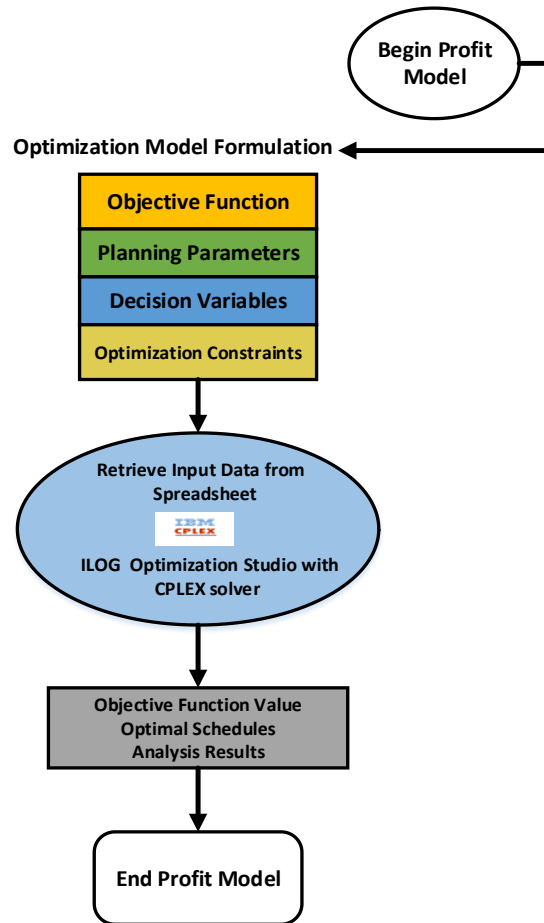 Begin Profit
Model
Optimization Model Formulation
Objective Function
Planning Parameters
Decision Variables
Optimization Constraints
Retrieve Input Data from
Spreadsheet
IBM
CPLEX
ILOG Optimization Studio with
CPLEX solver
Objective Function Value
Optimal Schedules
Analysis Results
End Profit Model